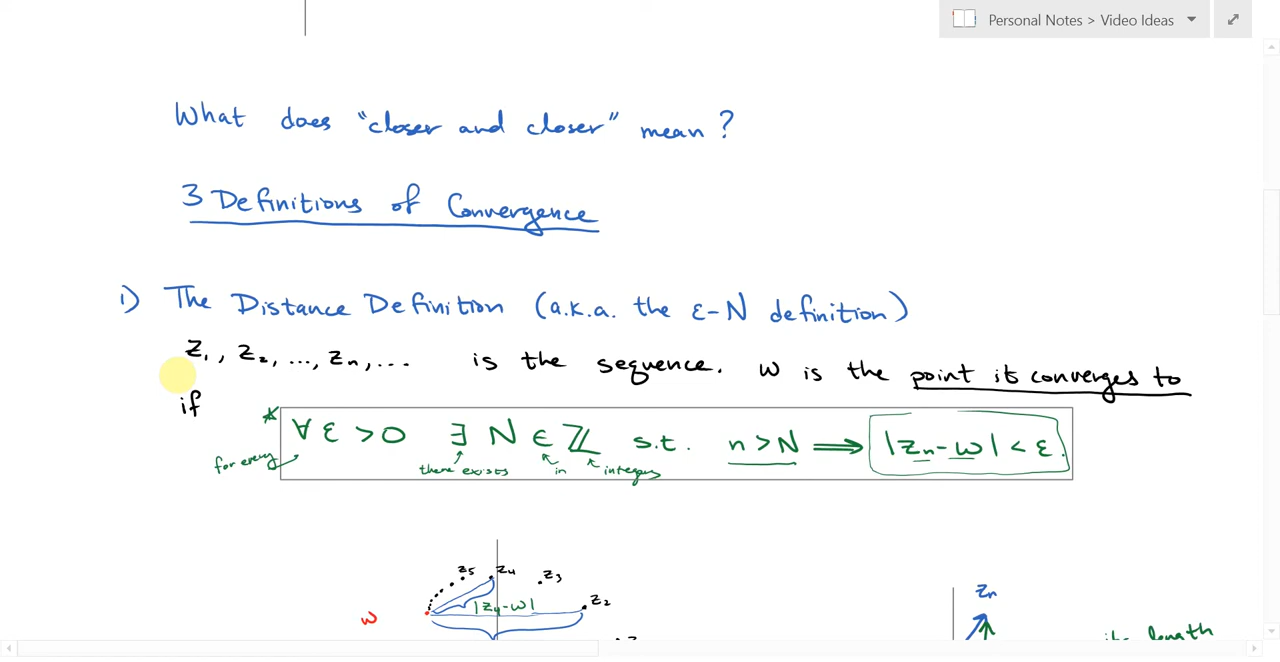 Personal Notes > Video Ideas
What does "closer and closer" mean?
3 Definitions of Convergence
1) The Distance Definition (a.k.a. the ε-N definition)
z₁, z₂, ..., zₙ, ... is the sequence. w is the point it converges to
if
* ∀ ε > 0 ∃ N ∈ ℤ s.t. n > N ⟹ |zₙ - w| < ε.
for every there exists in integers
z₅ z₄ z₃
zₙ
|z₄-w| z₂
w
its length